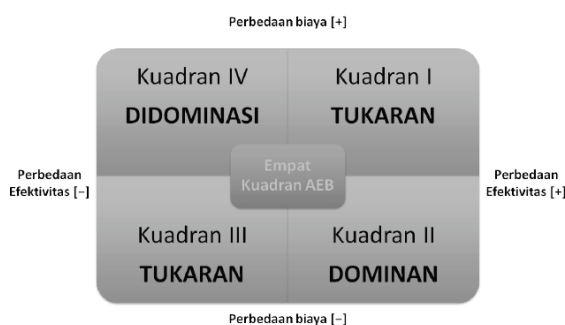 Perbedaan biaya [+]
Kuadran IV
DIDOMINASI
Kuadran I
TUKARAN
Perbedaan
Efektivitas [−]
Empat
Kuadran AEB
Perbedaan
Efektivitas [+]
Kuadran III
TUKARAN
Kuadran II
DOMINAN
Perbedaan biaya [−]